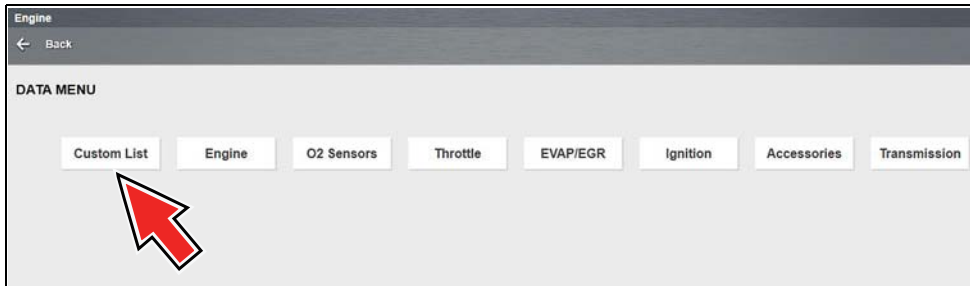 Engine
← Back
DATA MENU
Custom List Engine O2 Sensors Throttle EVAP/EGR Ignition Accessories Transmission